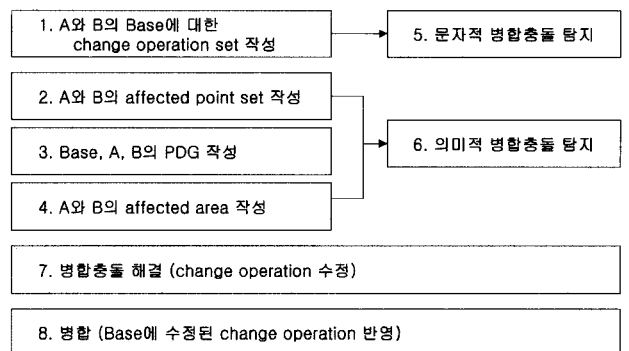 1. A와 B의 Base에 대한
change operation set 작성
5. 문자적 병합충돌 탐지
2. A와 B의 affected point set 작성
3. Base, A, B의 PDG 작성
6. 의미적 병합충돌 탐지
4. A와 B의 affected area 작성
7. 병합충돌 해결 (change operation 수정)
8. 병합 (Base에 수정된 change operation 반영)